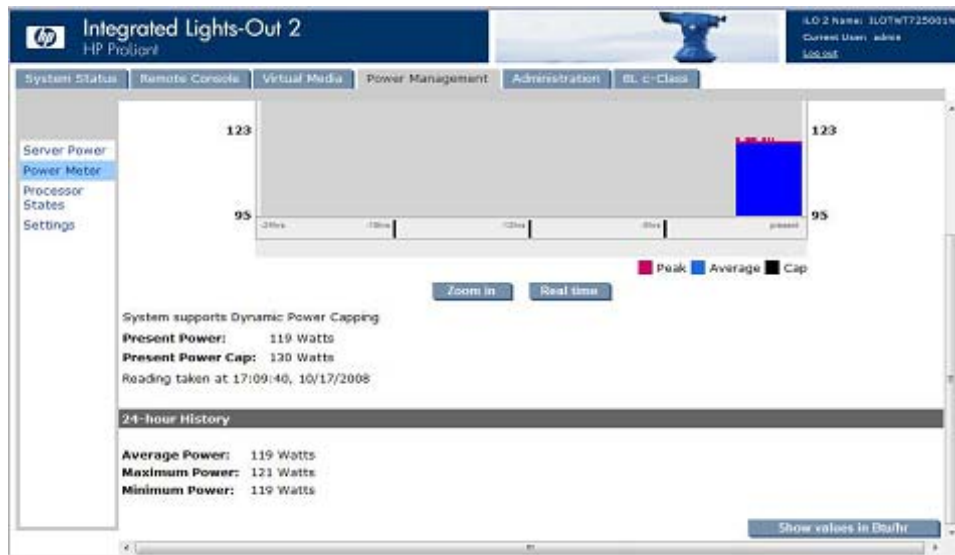 hp
Integrated Lights-Out 2
HP Proliant
Current User: admin
Log out
System Status
Remote Console
Virtual Media
Power Management
Administration
BL c-Class
Server Power
Power Meter
Processor
States
Settings
123
123
95
95
present
Peak
Average
Cap
Zoom in
Real time
System supports Dynamic Power Capping
Present Power: 119 Watts
Present Power Cap: 130 Watts
Reading taken at 17:09:40, 10/17/2008
24-hour History
Average Power: 119 Watts
Maximum Power: 121 Watts
Minimum Power: 119 Watts
Show values in Btu/hr